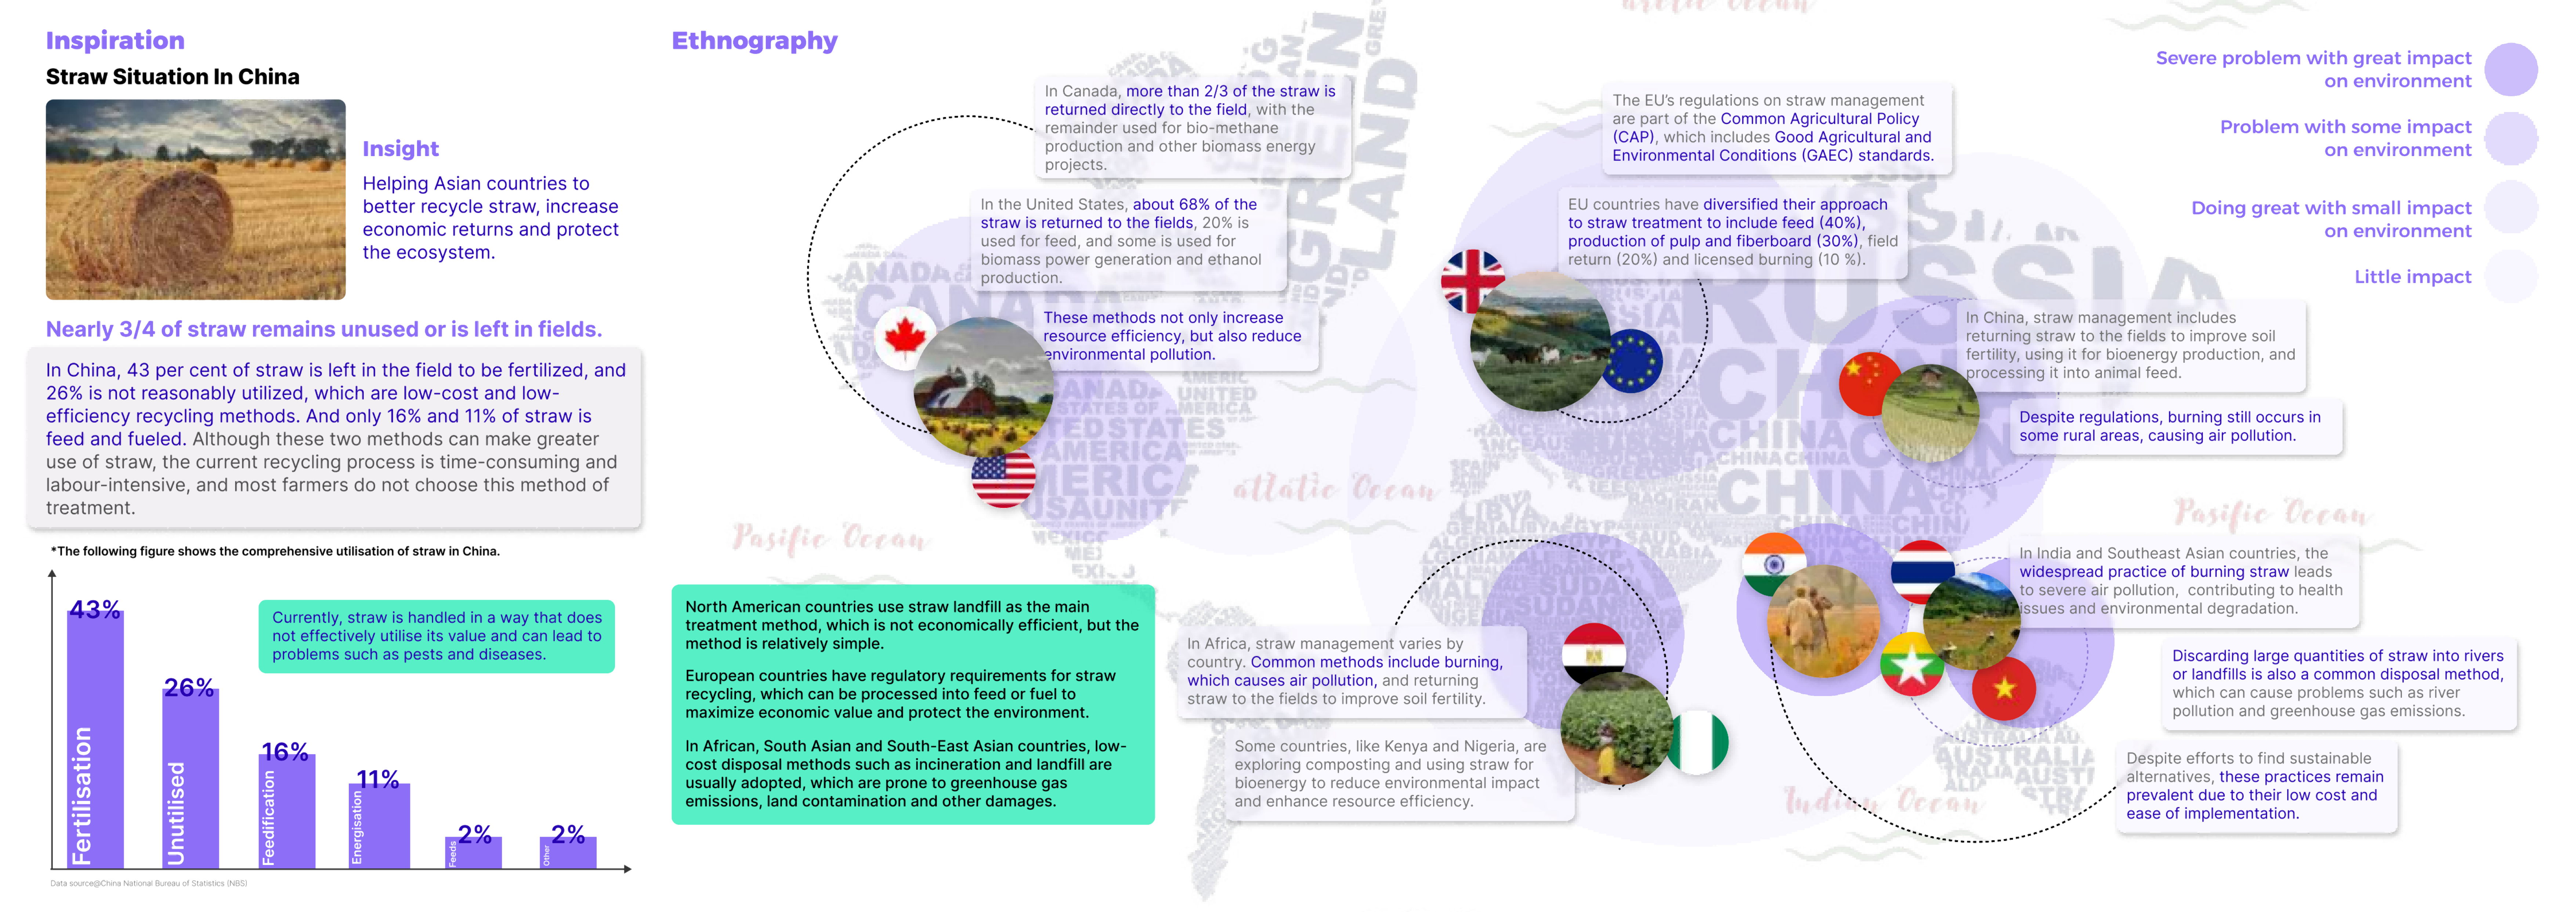 Inspiration
Straw Situation In China
Insight
Helping Asian countries to
better recycle straw, increase
economic returns and protect
the ecosystem.
Nearly 3/4 of straw remains unused or is left in fields.
In China, 43 per cent of straw is left in the field to be fertilized, and
26% is not reasonably utilized, which are low-cost and low-
efficiency recycling methods. And only 16% and 11% of straw is
feed and fueled. Although these two methods can make greater
use of straw, the current recycling process is time-consuming and
labour-intensive, and most farmers do not choose this method of
treatment.
*The following figure shows the comprehensive utilisation of straw in China.
43%
Fertilisation
26%
Unutilised
16%
Feedification
11%
Energisation
2%
Feeds
2%
Other
Currently, straw is handled in a way that does
not effectively utilise its value and can lead to
problems such as pests and diseases.
Data source@China National Bureau of Statistics (NBS)
Ethnography
In Canada, more than 2/3 of the straw is
returned directly to the field, with the
remainder used for bio-methane
production and other biomass energy
projects.
In the United States, about 68% of the
straw is returned to the fields, 20% is
used for feed, and some is used for
biomass power generation and ethanol
production.
These methods not only increase
resource efficiency, but also reduce
environmental pollution.
North American countries use straw landfill as the main
treatment method, which is not economically efficient, but the
method is relatively simple.
European countries have regulatory requirements for straw
recycling, which can be processed into feed or fuel to
maximize economic value and protect the environment.
In African, South Asian and South-East Asian countries, low-
cost disposal methods such as incineration and landfill are
usually adopted, which are prone to greenhouse gas
emissions, land contamination and other damages.
The EU's regulations on straw management
are part of the Common Agricultural Policy
(CAP), which includes Good Agricultural and
Environmental Conditions (GAEC) standards.
EU countries have diversified their approach
to straw treatment to include feed (40%),
production of pulp and fiberboard (30%), field
return (20%) and licensed burning (10 %).
In China, straw management includes
returning straw to the fields to improve soil
fertility, using it for bioenergy production, and
processing it into animal feed.
Despite regulations, burning still occurs in
some rural areas, causing air pollution.
In Africa, straw management varies by
country. Common methods include burning,
which causes air pollution, and returning
straw to the fields to improve soil fertility.
Some countries, like Kenya and Nigeria, are
exploring composting and using straw for
bioenergy to reduce environmental impact
and enhance resource efficiency.
In India and Southeast Asian countries, the
widespread practice of burning straw leads
to severe air pollution, contributing to health
issues and environmental degradation.
Discarding large quantities of straw into rivers
or landfills is also a common disposal method,
which can cause problems such as river
pollution and greenhouse gas emissions.
Despite efforts to find sustainable
alternatives, these practices remain
prevalent due to their low cost and
ease of implementation.
Severe problem with great impact
on environment
Problem with some impact
on environment
Doing great with small impact
on environment
Little impact
arctic Ocean
Pasific Ocean
atlatic Ocean
Indian Ocean
Pasific Ocean
CANADA
GREEN
LAND
RUSSIA
CHINA
CHINA
AUSTRALIA